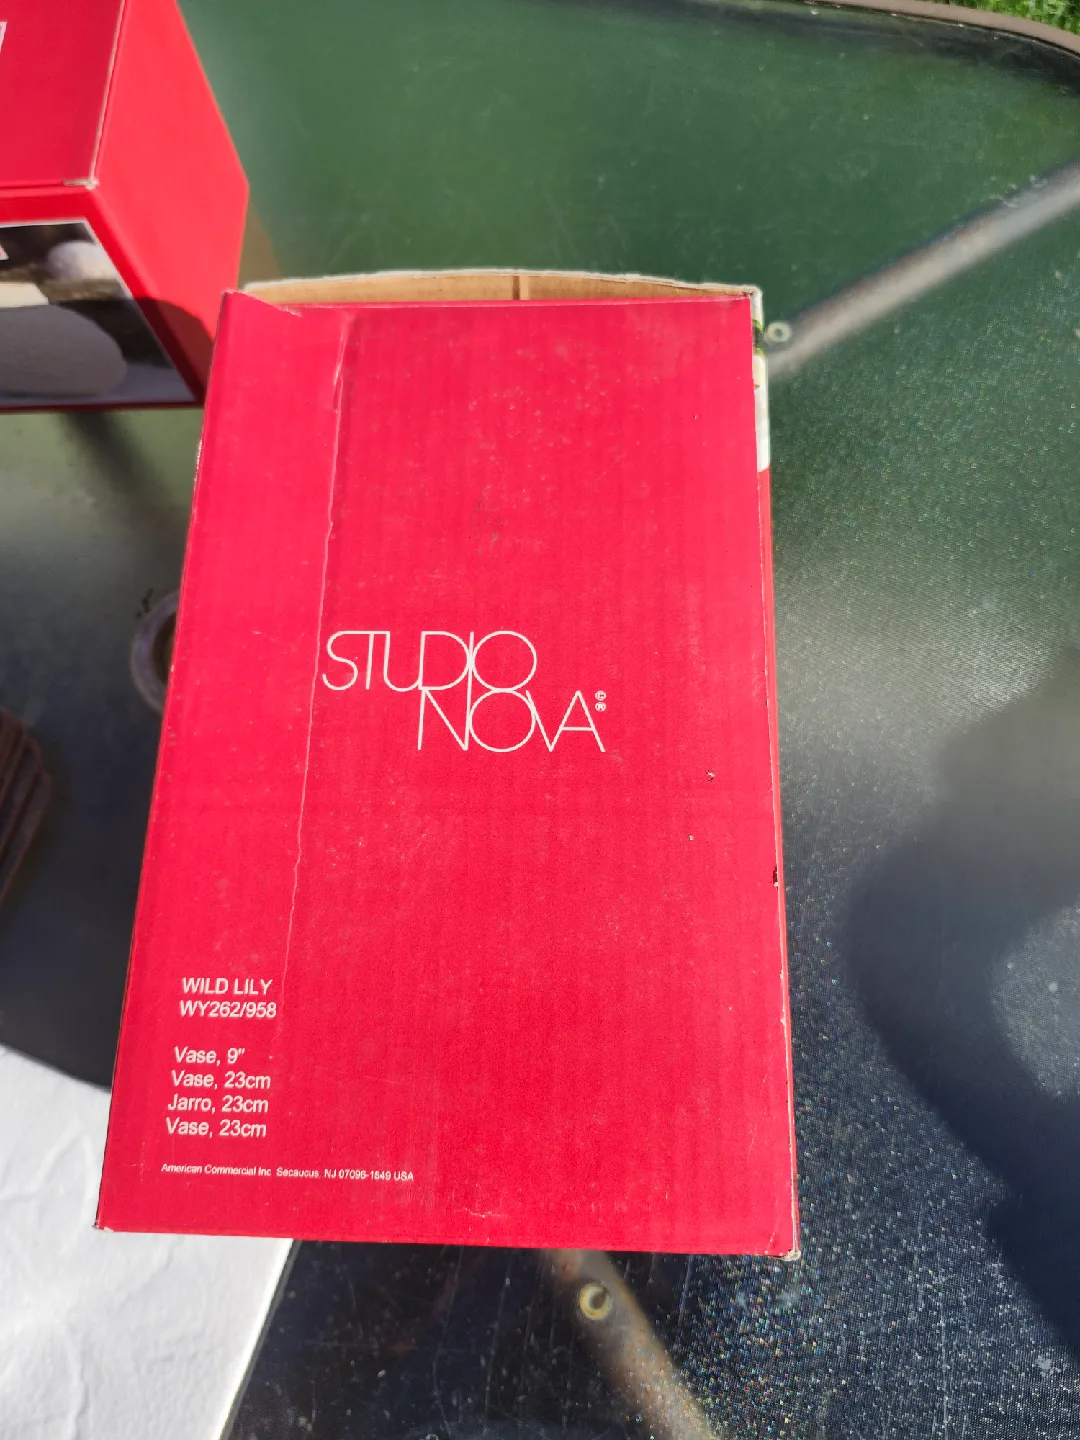 STUDIO
NOVA©®
WILD LILY
WY262/958
Vase, 9"
Vase, 23cm
Jarro, 23cm
Vase, 23cm
American Commercial Inc Secaucus, NJ 07096-1549 USA